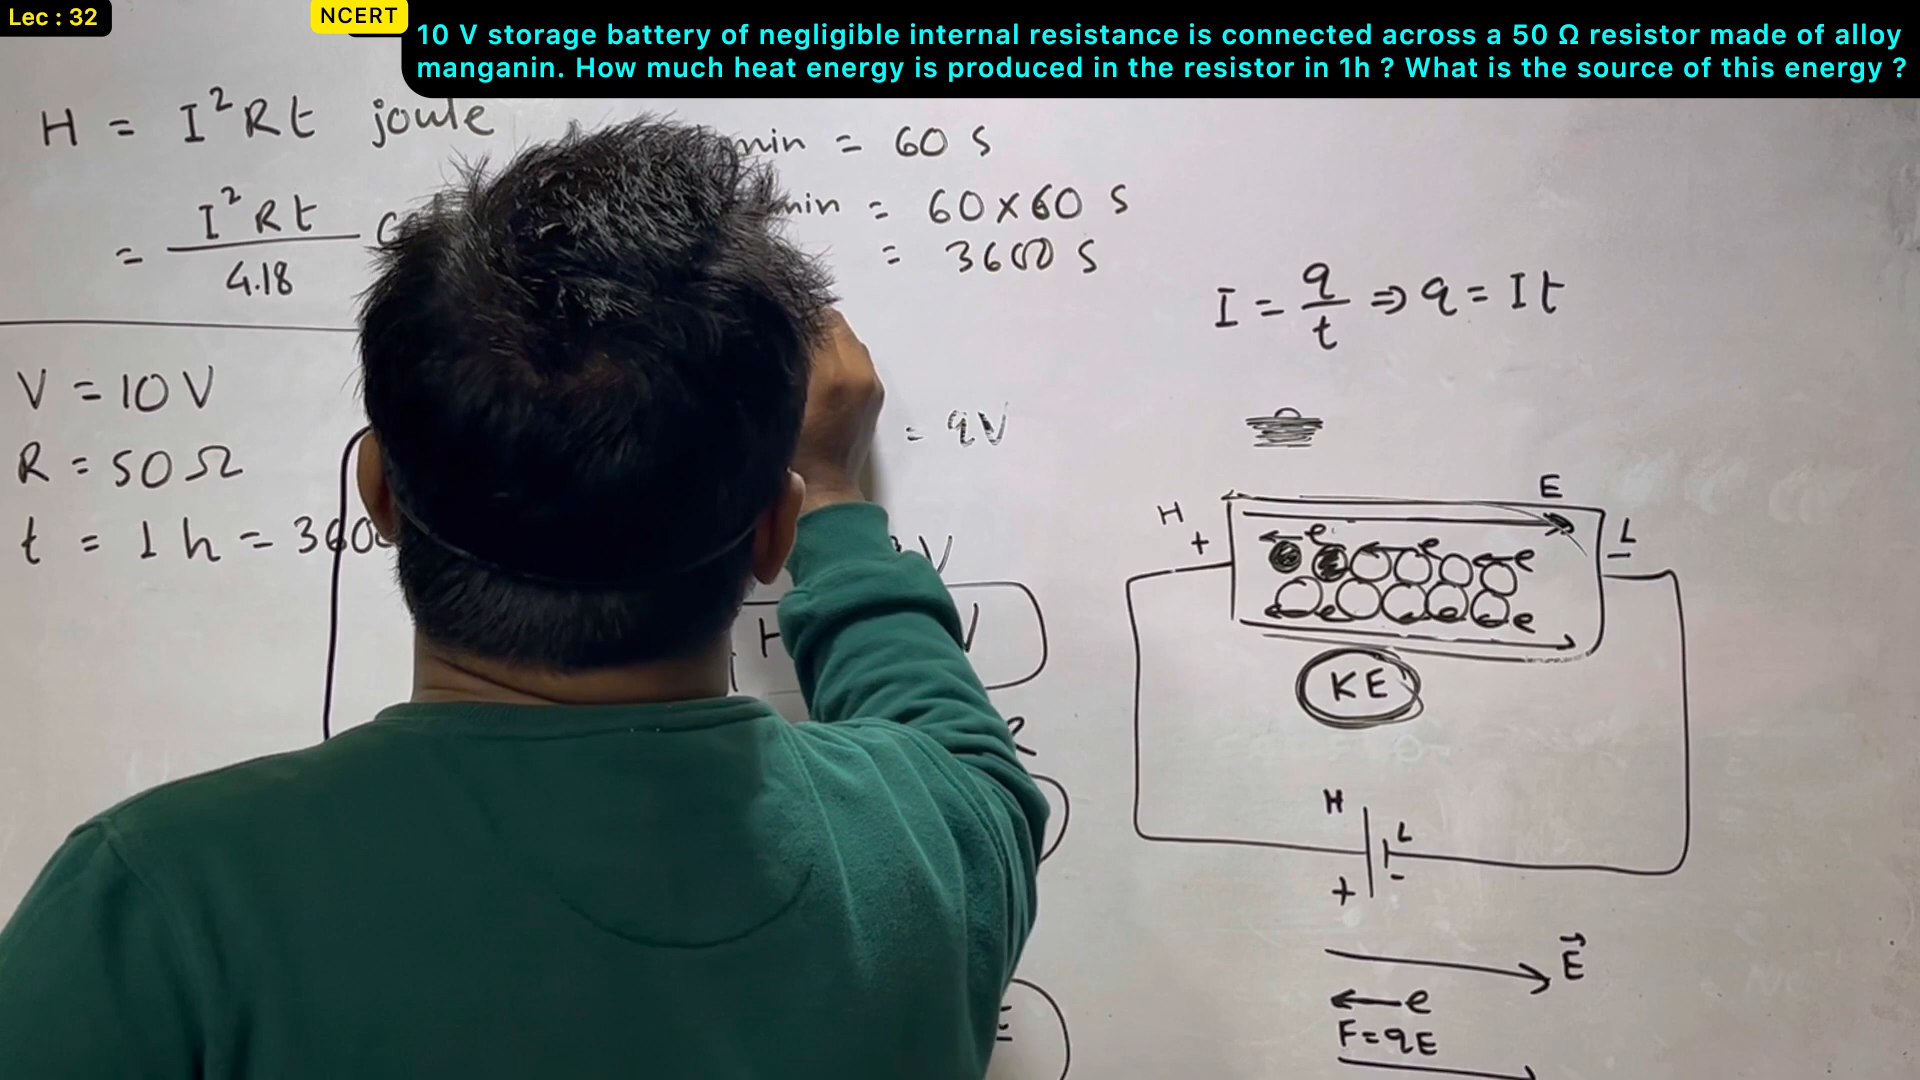 Lec : 32
NCERT
10 V storage battery of negligible internal resistance is connected across a 50 Ω resistor made of alloy
manganin. How much heat energy is produced in the resistor in 1h ? What is the source of this energy ?
H = I²Rt joule
= I²Rt / 4.18
V = 10 V
R = 50 Ω
t = 1 h = 360
min = 60 S
min = 60×60 S
= 3600 S
= qV
V
H
I = q/t ⇒ q = It
E
H
+
L
–
e e e
e e e
KE
H
L
+
-
E⃗
e
F = qE